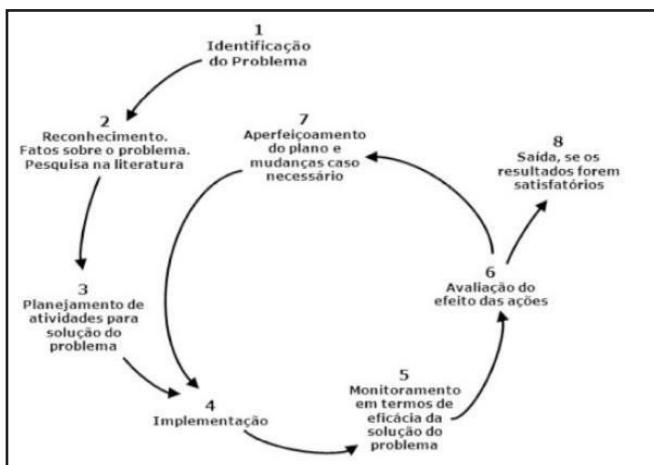 1
Identificação
do Problema
2
Reconhecimento.
Fatos sobre o problema.
Pesquisa na literatura
3
Planejamento de
atividades para
solução do
problema
4
Implementação
5
Monitoramento
em termos de
eficácia da
solução do
problema
6
Avaliação do
efeito das ações
7
Aperfeiçoamento
do plano e
mudanças caso
necessário
8
Saída, se os
resultados forem
satisfatórios